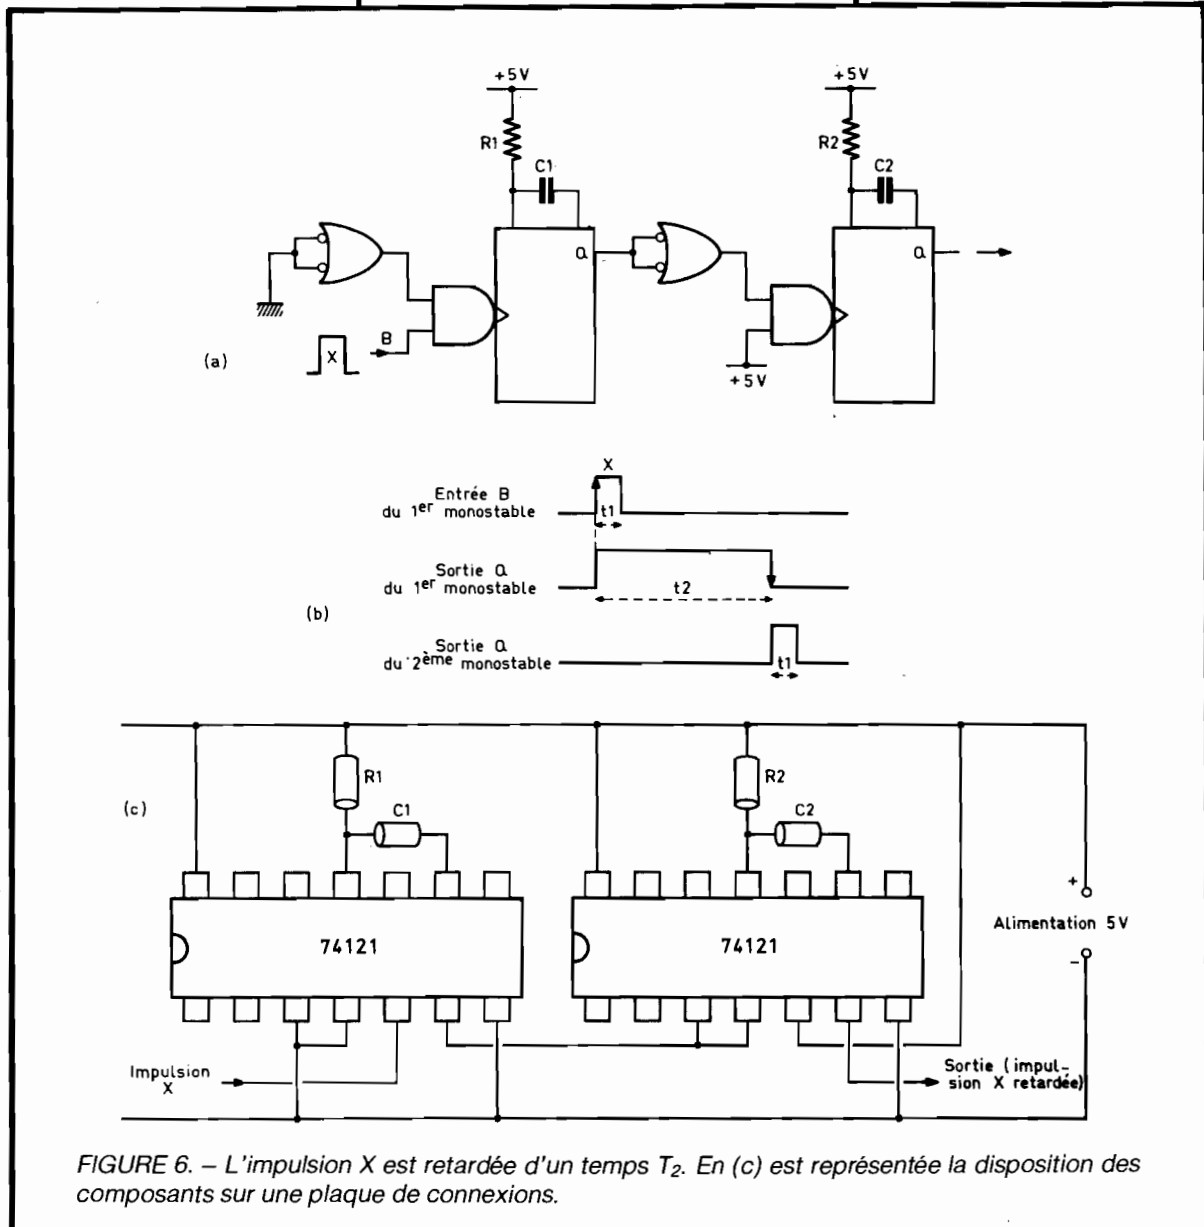 +5V
+5V
R1
R2
C1
C2
Q
Q
B
X
(a)
+5V
X
Entrée B
du 1er monostable
t1
Sortie Q
du 1er monostable
t2
(b)
Sortie Q
du 2ème monostable
t1
R1
R2
(c)
C1
C2
+
Alimentation 5V
74121
74121
–
Impulsion
X
Sortie (impul-
sion X retardée)
FIGURE 6. – L'impulsion X est retardée d'un temps T2. En (c) est représentée la disposition des
composants sur une plaque de connexions.